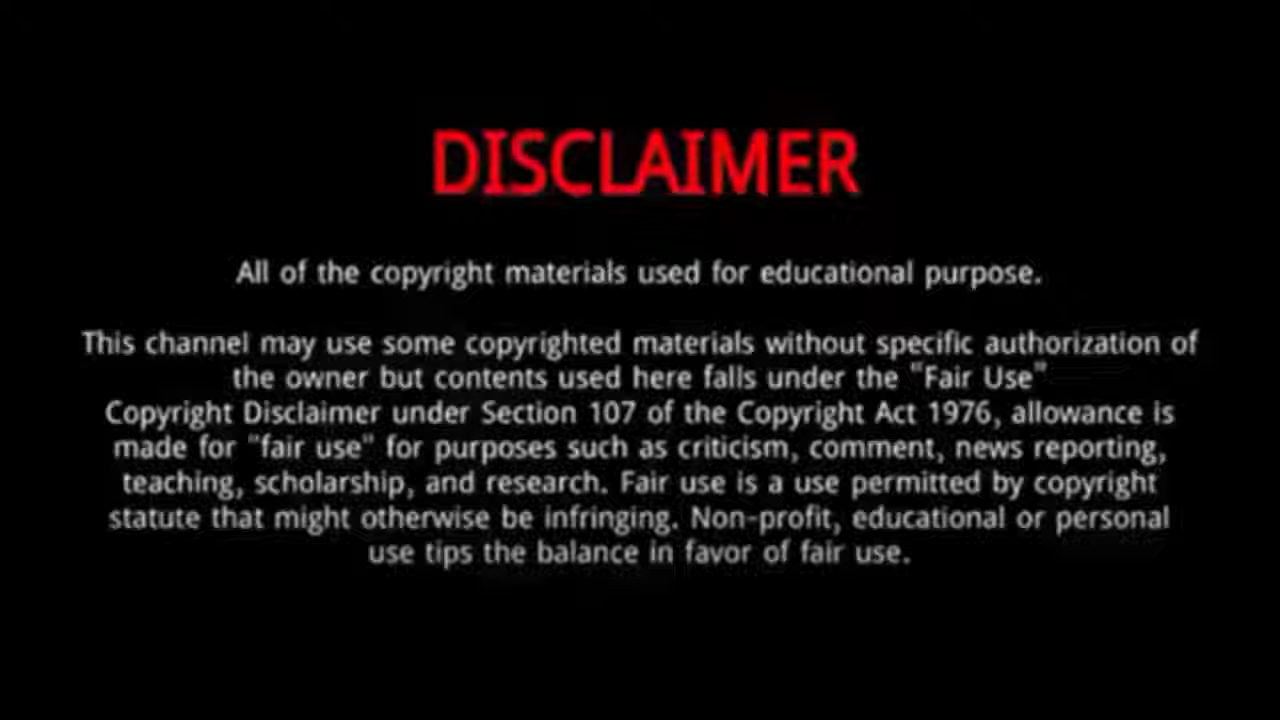 DISCLAIMER
All of the copyright materials used for educational purpose.
This channel may use some copyrighted materials without specific authorization of
the owner but contents used here falls under the "Fair Use"
Copyright Disclaimer under Section 107 of the Copyright Act 1976, allowance is
made for "fair use" for purposes such as criticism, comment, news reporting,
teaching, scholarship, and research. Fair use is a use permitted by copyright
statute that might otherwise be infringing. Non-profit, educational or personal
use tips the balance in favor of fair use.